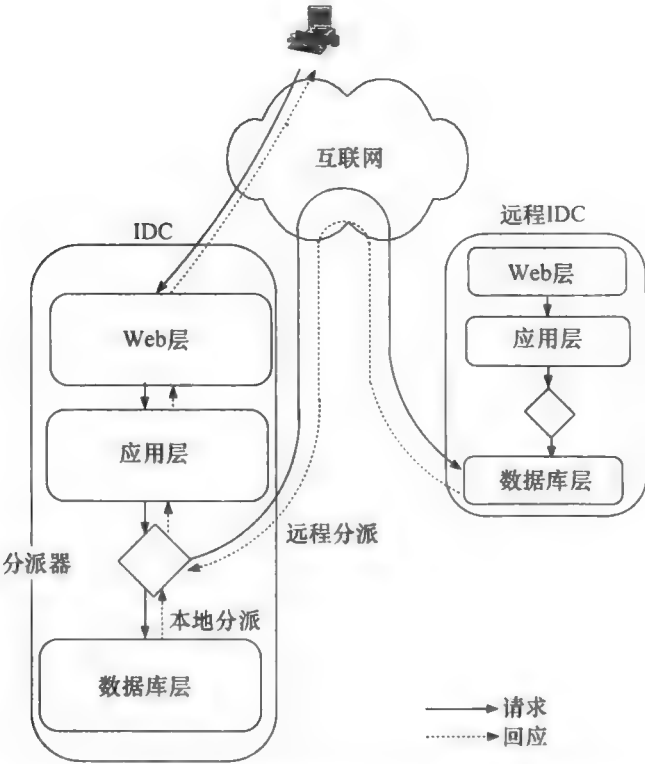 互联网
IDC
Web层
应用层
分派器
远程分派
本地分派
数据库层
远程IDC
Web层
应用层
数据库层
请求
回应